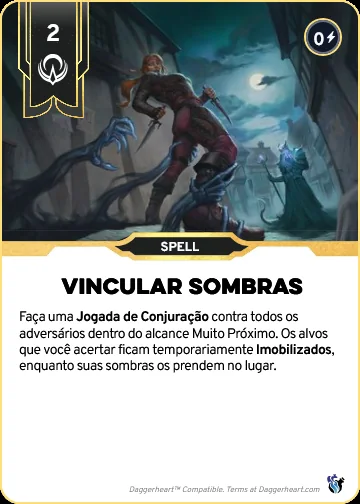 2
0
SPELL
VINCULAR SOMBRAS
Faça uma Jogada de Conjuração contra todos os
adversários dentro do alcance Muito Próximo. Os alvos
que você acertar ficam temporariamente Imobilizados,
enquanto suas sombras os prendem no lugar.
Daggerheart™ Compatible. Terms at Daggerheart.com